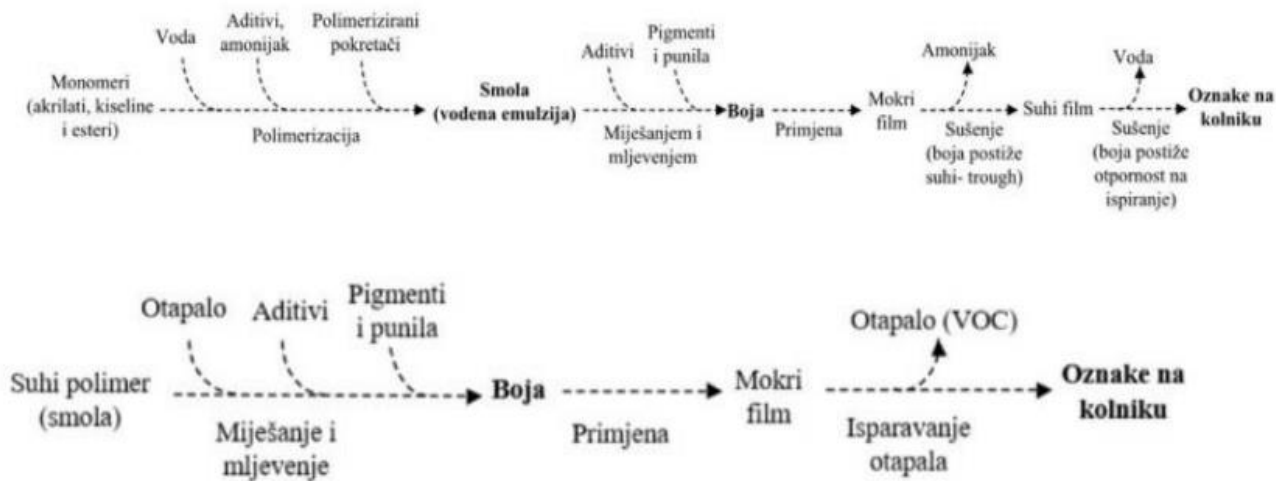 Voda
Aditivi,
amonijak
Polimerizirani
pokretači
Monomeri
(akrilati, kiseline
i esteri)
Polimerizacija
Smola
(vodena emulzija)
Aditivi
Pigmenti
i punila
Miješanjem i
mljevenjem
Boja
Primjena
Mokri
film
Amonijak
Sušenje
(boja postiže
suhi- trough)
Suhi film
Voda
Sušenje
(boja postiže
otpornost na
ispiranje)
Oznake na
kolniku
Otapalo
Aditivi
Pigmenti
i punila
Suhi polimer
(smola)
Miješanje i
mljevenje
Boja
Primjena
Mokri
film
Otapalo (VOC)
Isparavanje
otapala
Oznake na
kolniku